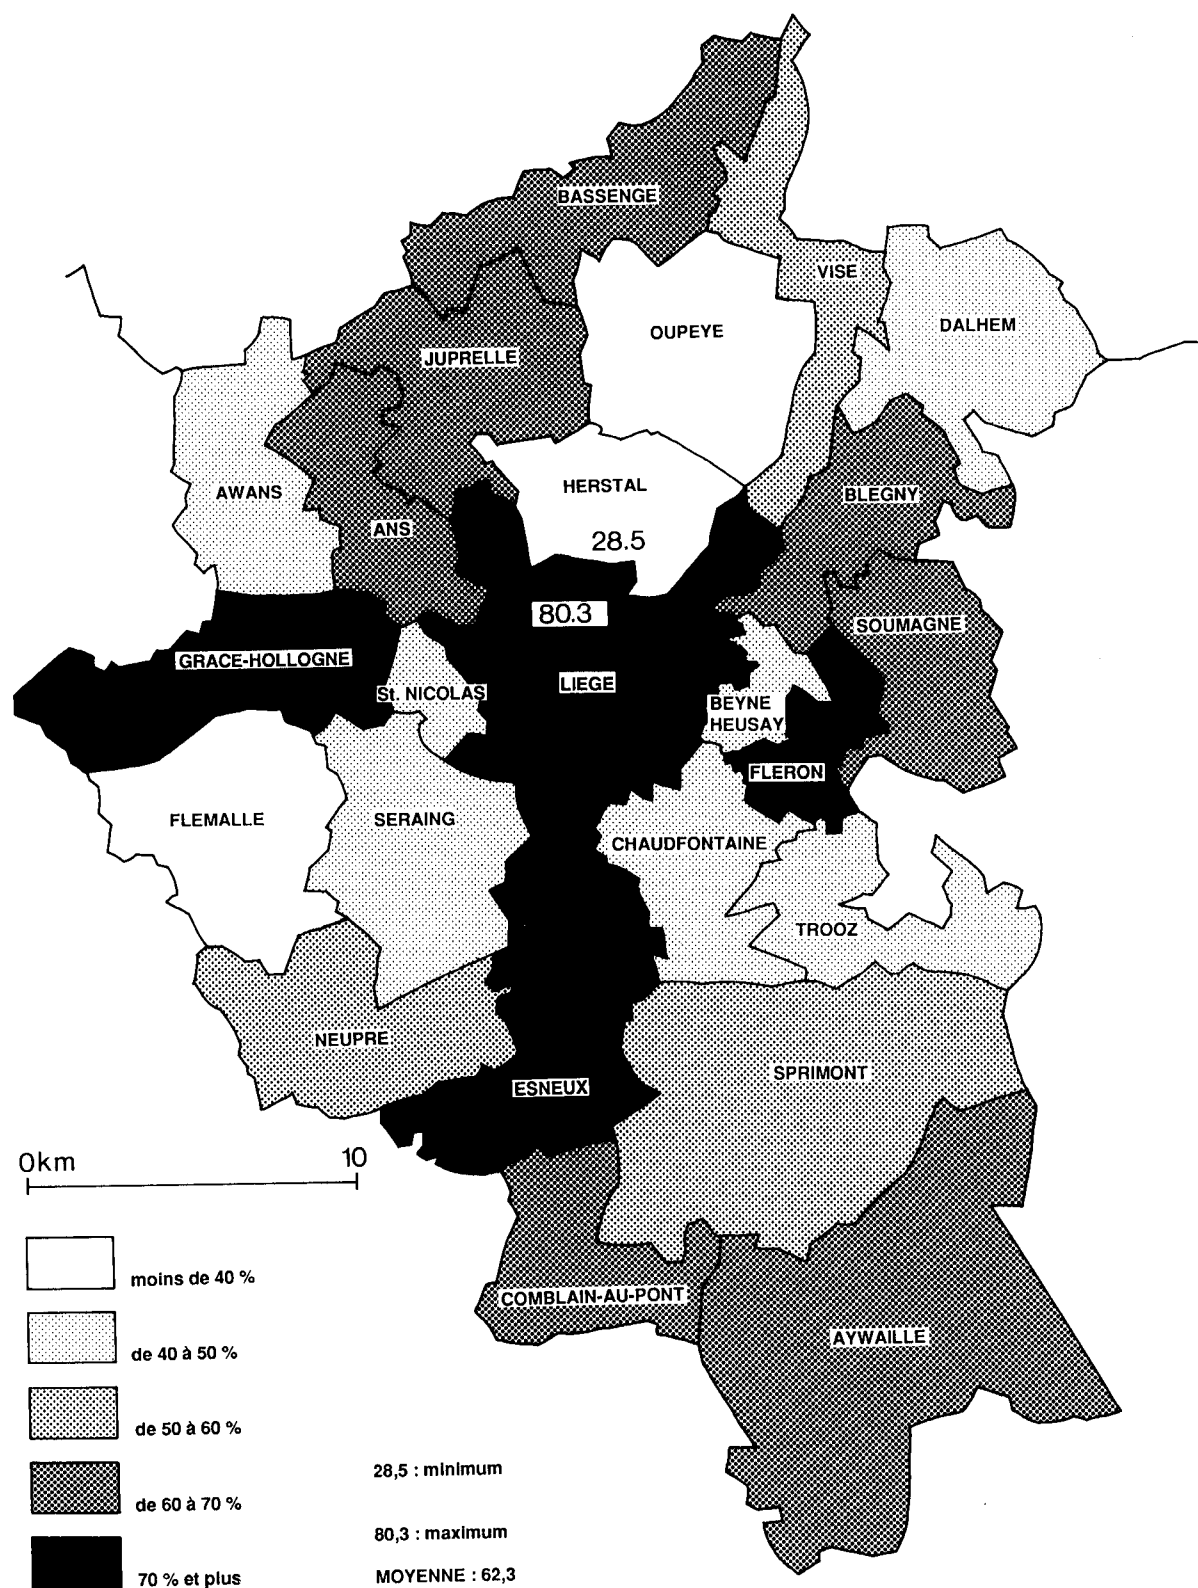 BASSENGE
VISE
DALHEM
OUPEYE
JUPRELLE
HERSTAL
AWANS
BLEGNY
ANS
28.5
80.3
SOUMAGNE
GRACE-HOLLOGNE
LIEGE
St. NICOLAS
BEYNE
HEUSAY
FLERON
FLEMALLE
SERAING
CHAUDFONTAINE
TROOZ
NEUPRE
SPRIMONT
ESNEUX
0km 10
COMBLAIN-AU-PONT
AYWAILLE
moins de 40 %
de 40 à 50 %
de 50 à 60 %
de 60 à 70 %
70 % et plus
28,5 : minimum
80,3 : maximum
MOYENNE : 62,3